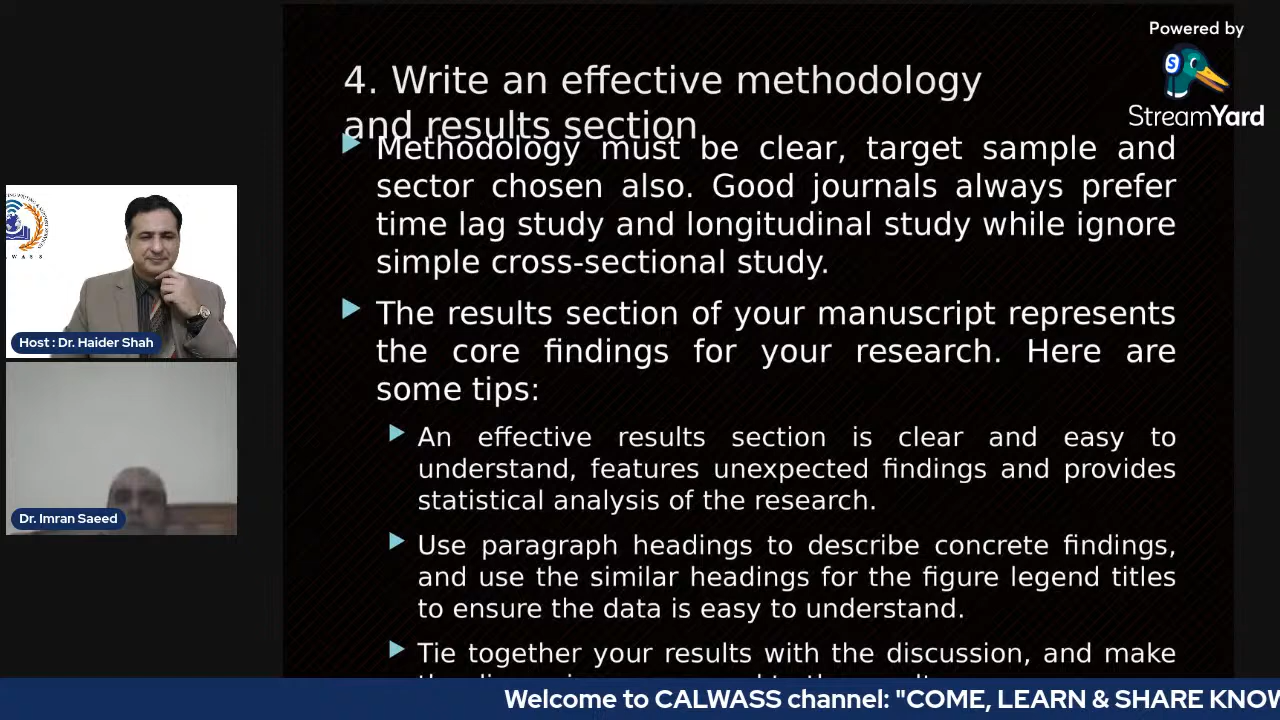 Powered by
StreamYard
4. Write an effective methodology
and results section
Methodology must be clear, target sample and
sector chosen also. Good journals always prefer
time lag study and longitudinal study while ignore
simple cross-sectional study.
The results section of your manuscript represents
the core findings for your research. Here are
some tips:
An effective results section is clear and easy to
understand, features unexpected findings and provides
statistical analysis of the research.
Use paragraph headings to describe concrete findings,
and use the similar headings for the figure legend titles
to ensure the data is easy to understand.
Tie together your results with the discussion, and make
Host : Dr. Haider Shah
Dr. Imran Saeed
Welcome to CALWASS channel: "COME, LEARN & SHARE KNOW